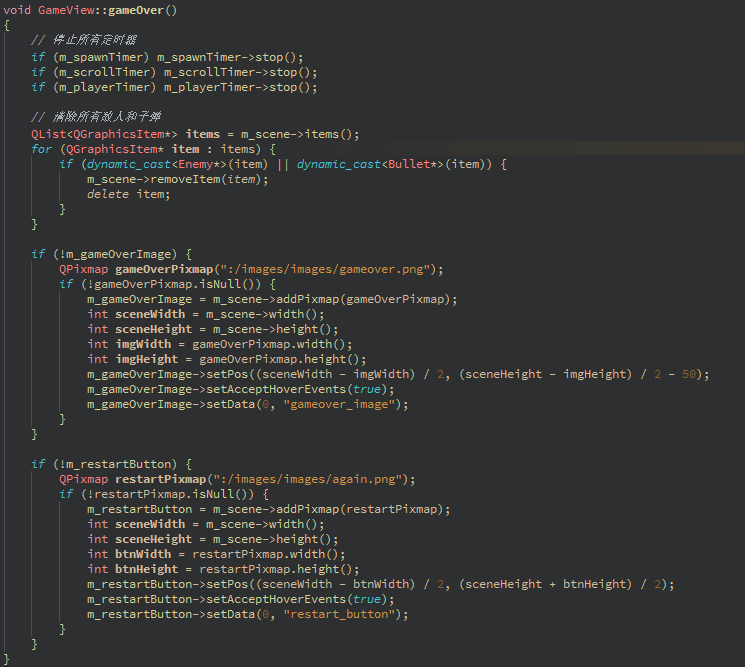 void GameView::gameOver()
{
    // 停止所有定时器
    if (m_spawnTimer) m_spawnTimer->stop();
    if (m_scrollTimer) m_scrollTimer->stop();
    if (m_playerTimer) m_playerTimer->stop();

    // 清除所有敌人和子弹
    QList<QGraphicsItem*> items = m_scene->items();
    for (QGraphicsItem* item : items) {
        if (dynamic_cast<Enemy*>(item) || dynamic_cast<Bullet*>(item)) {
            m_scene->removeItem(item);
            delete item;
        }
    }

    if (!m_gameOverImage) {
        QPixmap gameOverPixmap(":/images/images/gameover.png");
        if (!gameOverPixmap.isNull()) {
            m_gameOverImage = m_scene->addPixmap(gameOverPixmap);
            int sceneWidth = m_scene->width();
            int sceneHeight = m_scene->height();
            int imgWidth = gameOverPixmap.width();
            int imgHeight = gameOverPixmap.height();
            m_gameOverImage->setPos((sceneWidth - imgWidth) / 2, (sceneHeight - imgHeight) / 2 - 50);
            m_gameOverImage->setAcceptHoverEvents(true);
            m_gameOverImage->setData(0, "gameover_image");
        }
    }

    if (!m_restartButton) {
        QPixmap restartPixmap(":/images/images/again.png");
        if (!restartPixmap.isNull()) {
            m_restartButton = m_scene->addPixmap(restartPixmap);
            int sceneWidth = m_scene->width();
            int sceneHeight = m_scene->height();
            int btnWidth = restartPixmap.width();
            int btnHeight = restartPixmap.height();
            m_restartButton->setPos((sceneWidth - btnWidth) / 2, (sceneHeight + btnHeight) / 2);
            m_restartButton->setAcceptHoverEvents(true);
            m_restartButton->setData(0, "restart_button");
        }
    }
}